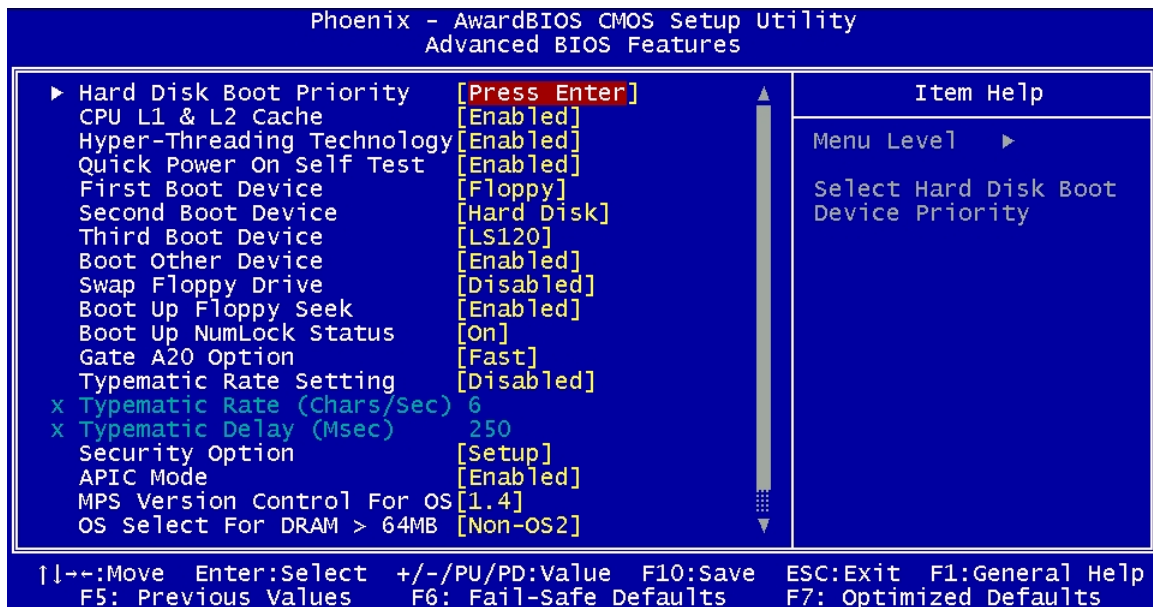 Phoenix - AwardBIOS CMOS Setup Utility
Advanced BIOS Features
▶ Hard Disk Boot Priority [Press Enter]
CPU L1 & L2 Cache [Enabled]
Hyper-Threading Technology[Enabled]
Quick Power On Self Test [Enabled]
First Boot Device [Floppy]
Second Boot Device [Hard Disk]
Third Boot Device [LS120]
Boot Other Device [Enabled]
Swap Floppy Drive [Disabled]
Boot Up Floppy Seek [Enabled]
Boot Up NumLock Status [On]
Gate A20 Option [Fast]
Typematic Rate Setting [Disabled]
x Typematic Rate (Chars/Sec) 6
x Typematic Delay (Msec) 250
Security Option [Setup]
APIC Mode [Enabled]
MPS Version Control For OS[1.4]
OS Select For DRAM > 64MB [Non-OS2]
Item Help
Menu Level ▶
Select Hard Disk Boot
Device Priority
↑↓→←:Move Enter:Select +/-/PU/PD:Value F10:Save ESC:Exit F1:General Help
F5: Previous Values F6: Fail-Safe Defaults F7: Optimized Defaults